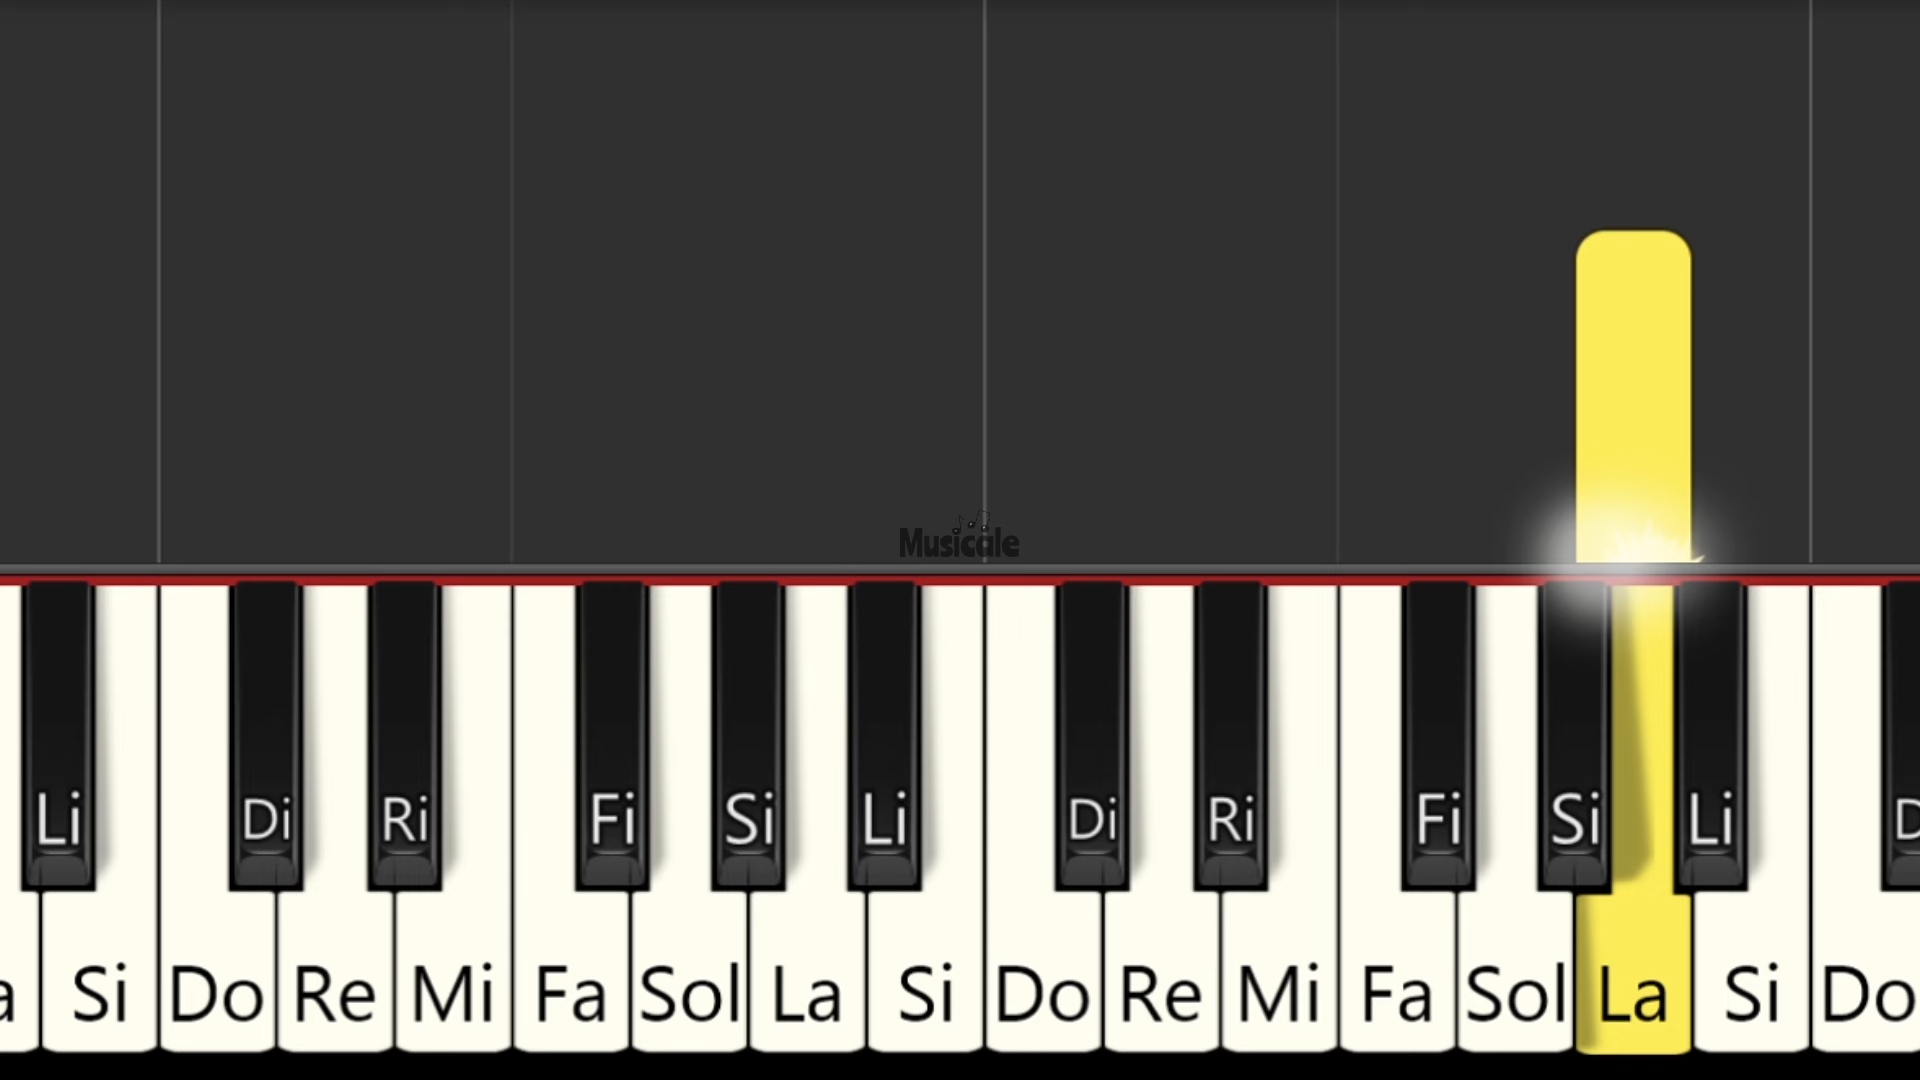 Musicale
Li Di Ri Fi Si Li Di Ri Fi Si Li D
a Si Do Re Mi Fa Sol La Si Do Re Mi Fa Sol La Si Do